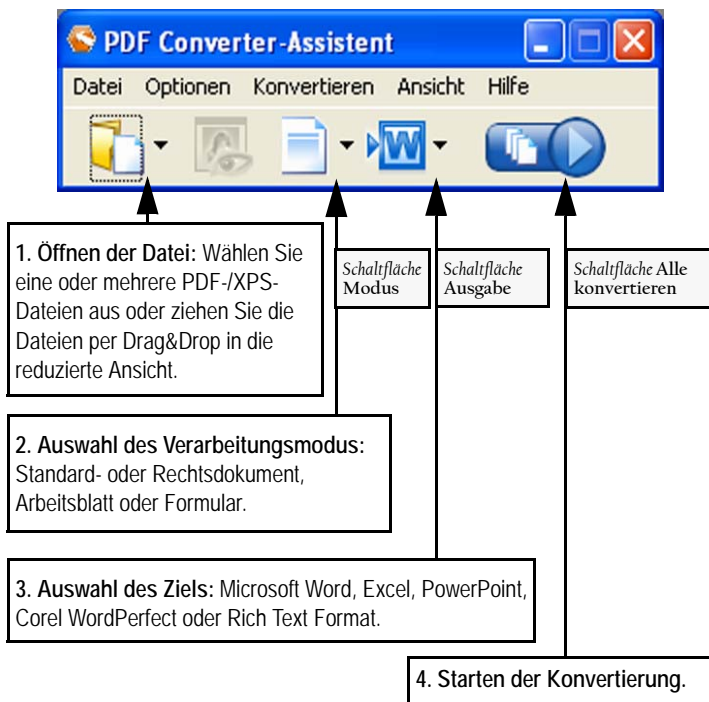 PDF Converter-Assistent
Datei Optionen Konvertieren Ansicht Hilfe
W
1. Öffnen der Datei: Wählen Sie
eine oder mehrere PDF-/XPS-
Dateien aus oder ziehen Sie die
Dateien per Drag&Drop in die
reduzierte Ansicht.
Schaltfläche
Modus
Schaltfläche
Ausgabe
Schaltfläche Alle
konvertieren
2. Auswahl des Verarbeitungsmodus:
Standard- oder Rechtsdokument,
Arbeitsblatt oder Formular.
3. Auswahl des Ziels: Microsoft Word, Excel, PowerPoint,
Corel WordPerfect oder Rich Text Format.
4. Starten der Konvertierung.